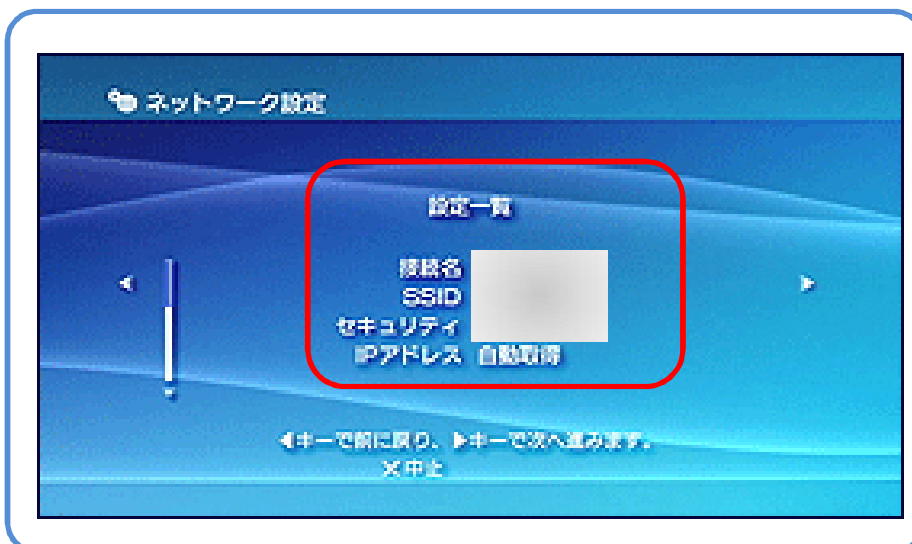 ネットワーク設定
設定一覧
接続名
SSID
セキュリティ
IPアドレス 自動取得
◀キーで前に戻り、▶キーで次へ進みます。
✕中止